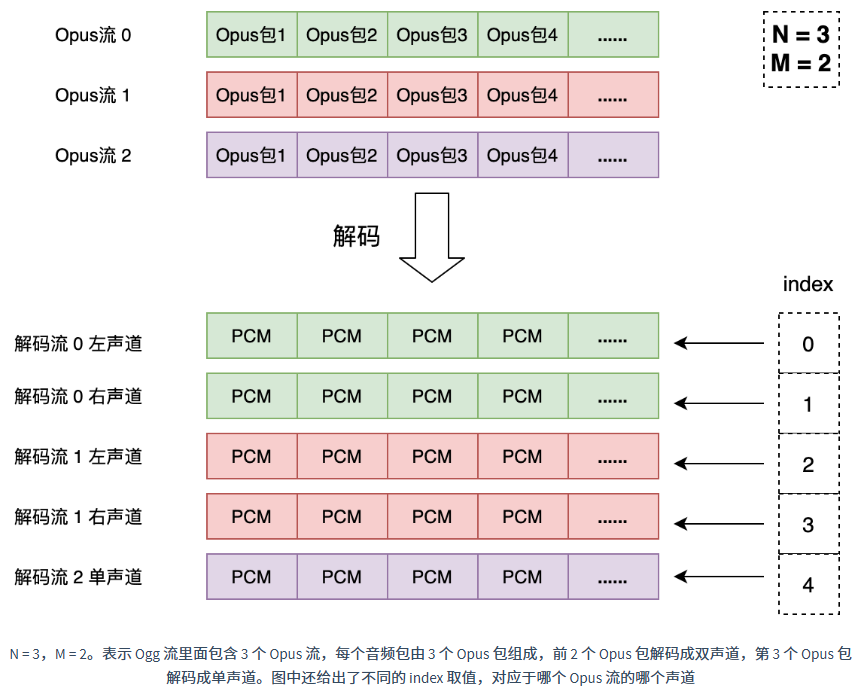 Opus流 0 Opus包1 Opus包2 Opus包3 Opus包4 ......
N = 3
M = 2
Opus流 1 Opus包1 Opus包2 Opus包3 Opus包4 ......
Opus流 2 Opus包1 Opus包2 Opus包3 Opus包4 ......
解码
index
解码流 0 左声道 PCM PCM PCM PCM ...... 0
解码流 0 右声道 PCM PCM PCM PCM ...... 1
解码流 1 左声道 PCM PCM PCM PCM ...... 2
解码流 1 右声道 PCM PCM PCM PCM ...... 3
解码流 2 单声道 PCM PCM PCM PCM ...... 4
N = 3，M = 2。表示 Ogg 流里面包含 3 个 Opus 流，每个音频包由 3 个 Opus 包组成，前 2 个 Opus 包解码成双声道，第 3 个 Opus 包
解码成单声道。图中还给出了不同的 index 取值，对应于哪个 Opus 流的哪个声道